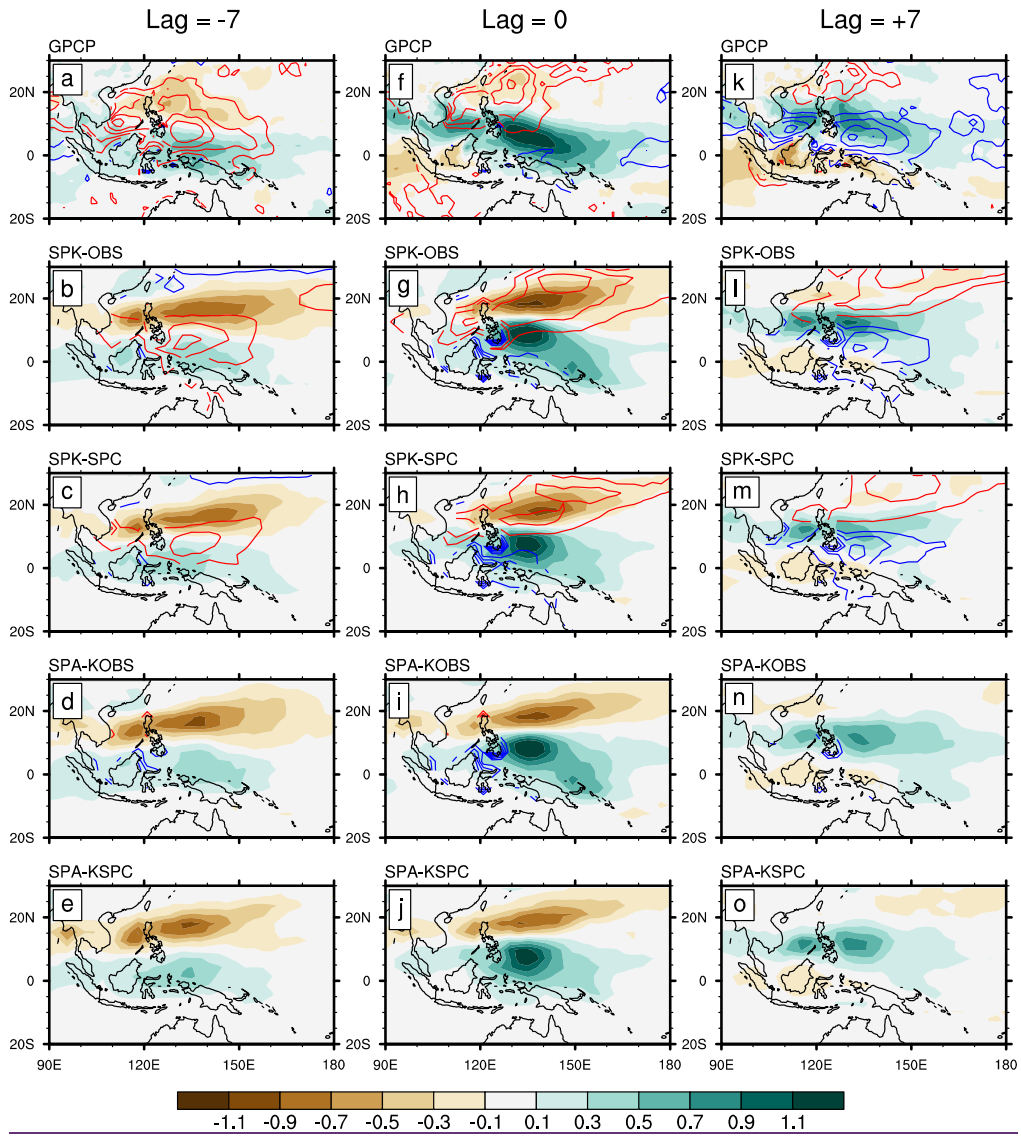 Lag = -7
Lag = 0
Lag = +7
GPCP
GPCP
GPCP
a
f
k
20N
0
20S
20N
0
20S
20N
0
20S
SPK-OBS
SPK-OBS
SPK-OBS
b
g
l
20N
0
20S
20N
0
20S
20N
0
20S
SPK-SPC
SPK-SPC
SPK-SPC
c
h
m
20N
0
20S
20N
0
20S
20N
0
20S
SPA-KOBS
SPA-KOBS
SPA-KOBS
d
i
n
20N
0
20S
20N
0
20S
20N
0
20S
SPA-KSPC
SPA-KSPC
SPA-KSPC
e
j
o
20N
0
20S
20N
0
20S
20N
0
20S
90E 120E 150E 180
90E 120E 150E 180
90E 120E 150E 180
-1.1 -0.9 -0.7 -0.5 -0.3 -0.1 0.1 0.3 0.5 0.7 0.9 1.1